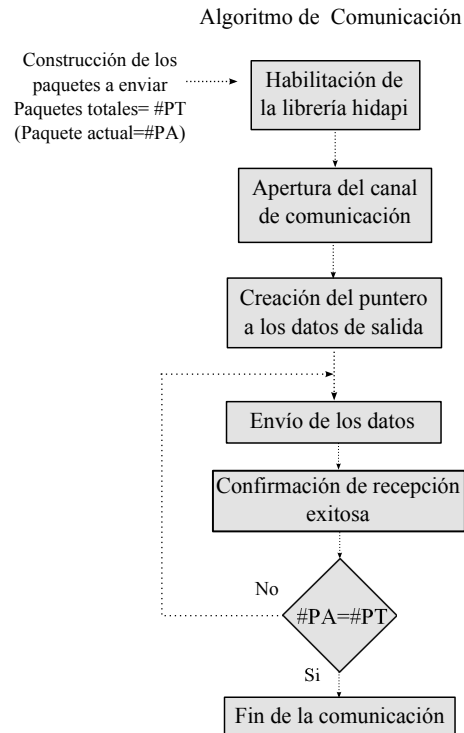 Algoritmo de Comunicación
Construcción de los
paquetes a enviar
Paquetes totales= #PT
(Paquete actual=#PA)
Habilitación de
la librería hidapi
Apertura del canal
de comunicación
Creación del puntero
a los datos de salida
Envío de los datos
Confirmación de recepción
exitosa
No
#PA=#PT
Si
Fin de la comunicación